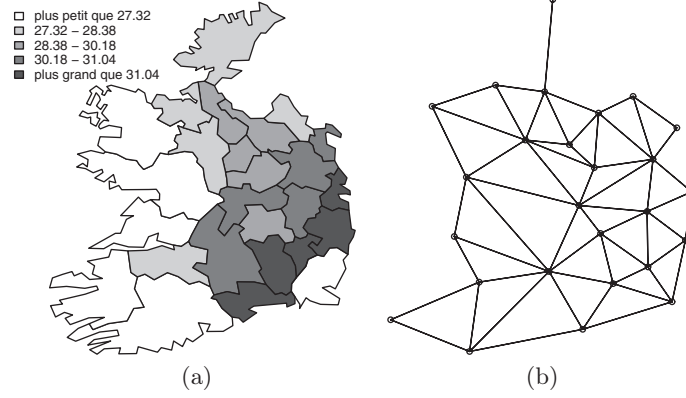 plus petit que 27.32
27.32 − 28.38
28.38 − 30.18
30.18 − 31.04
plus grand que 31.04
(a)
(b)